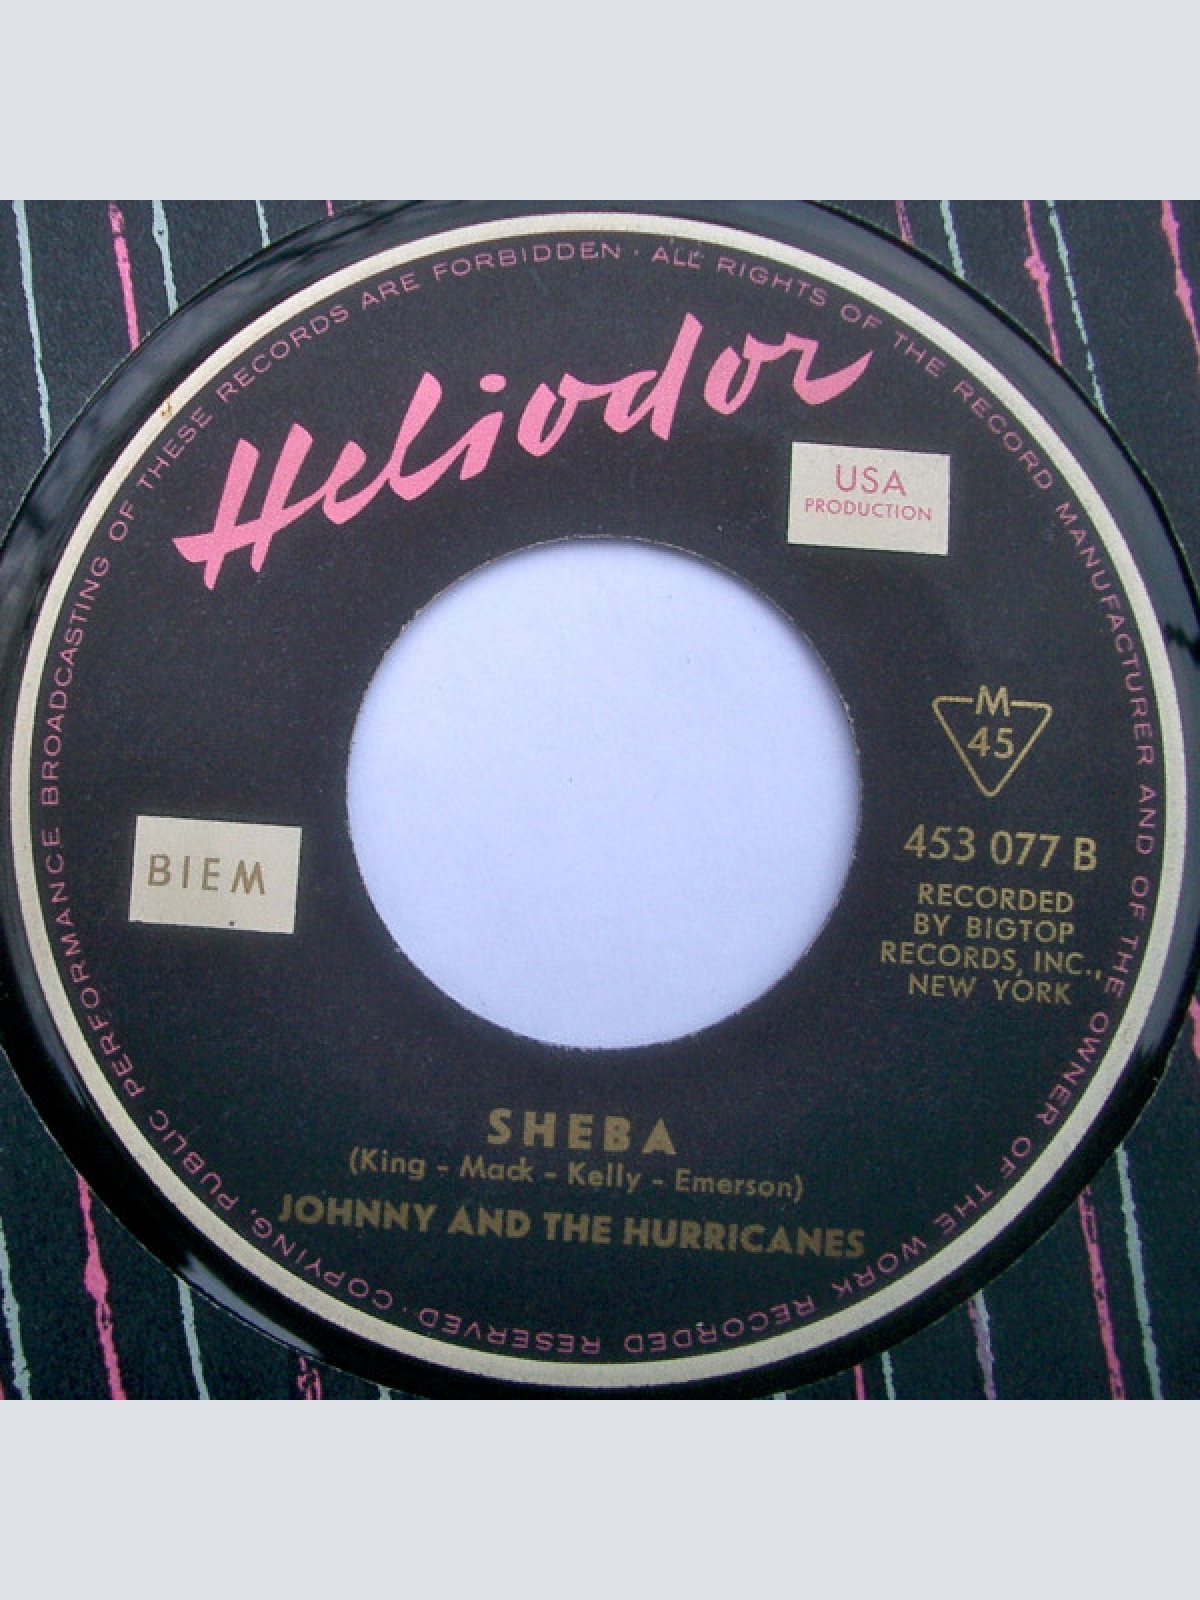 Heliodor
USA
PRODUCTION
M
45
BIEM
453 077 B
RECORDED
BY BIGTOP
RECORDS, INC.,
NEW YORK
SHEBA
(King - Mack - Kelly - Emerson)
JOHNNY AND THE HURRICANES
ALL RIGHTS OF THE RECORD MANUFACTURER AND OF THE OWNER OF THE WORK RECORDED RESERVED · COPYING, PUBLIC PERFORMANCE BROADCASTING OF THESE RECORDS ARE FORBIDDEN ·